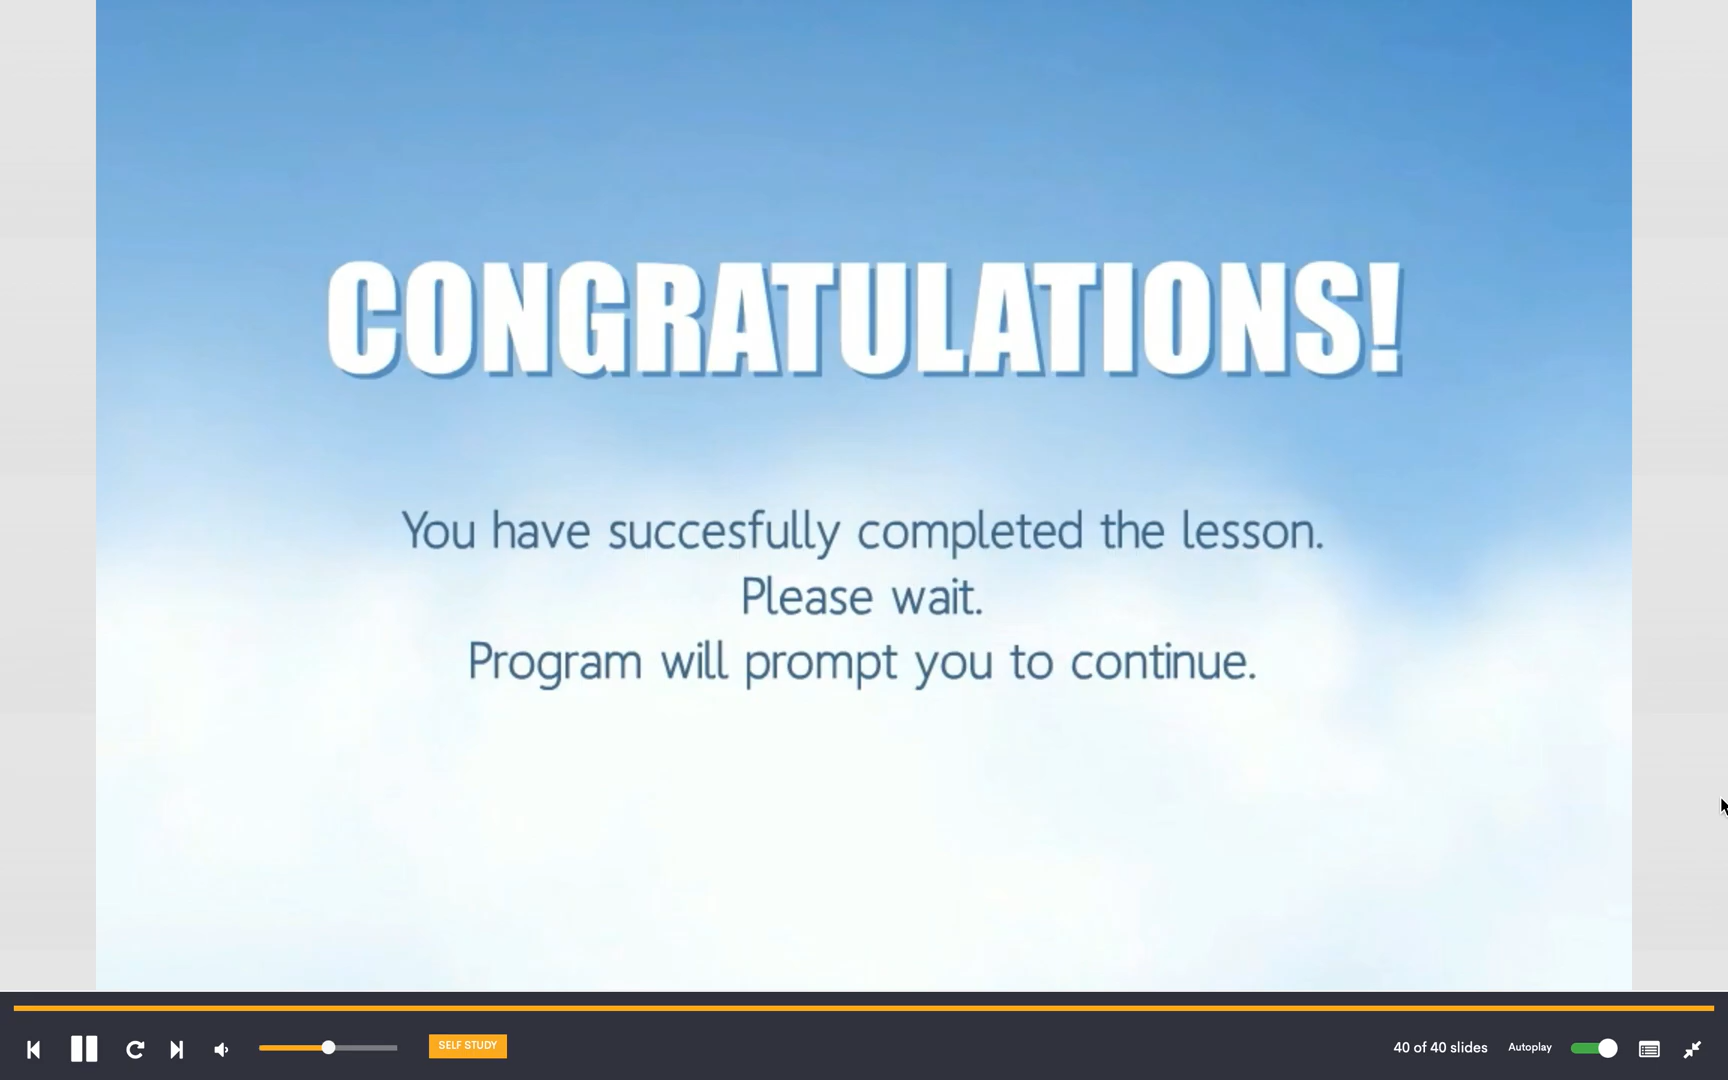 CONGRATULATIONS!
You have succesfully completed the lesson.
Please wait.
Program will prompt you to continue.
SELF STUDY
40 of 40 slides
Autoplay